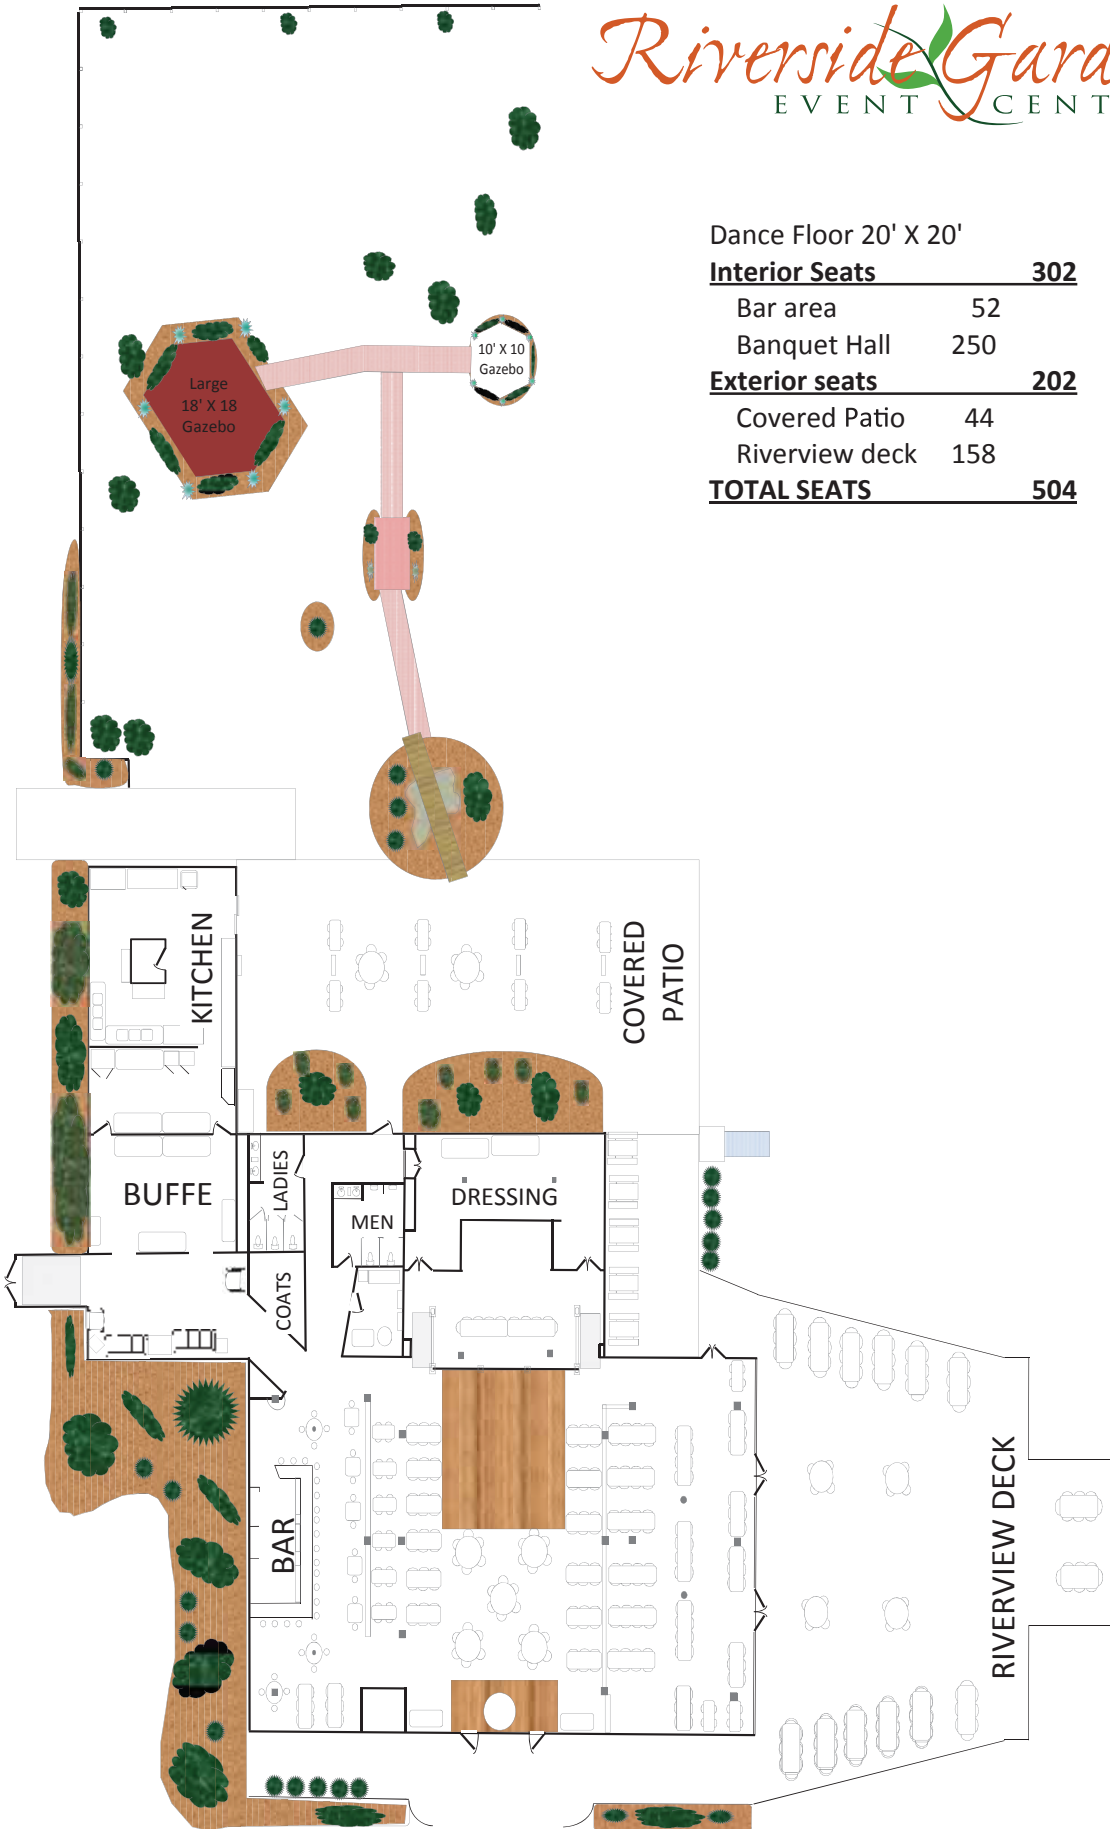 Riverside Gard
EVENT CENT
Dance Floor 20' X 20'
Interior Seats 302
Bar area 52
Banquet Hall 250
Exterior seats 202
Covered Patio 44
Riverview deck 158
TOTAL SEATS 504
10' X 10
Gazebo
Large
18' X 18
Gazebo
KITCHEN
COVERED
PATIO
BUFFE
LADIES
MEN
DRESSING
COATS
BAR
RIVERVIEW DECK